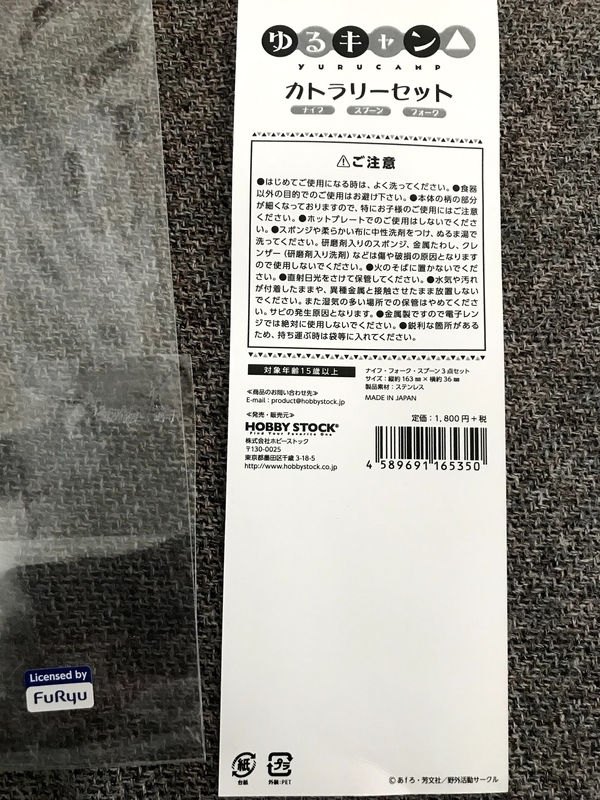 ゆるキャン△
YURUCAMP
カトラリーセット
ナイフ スプーン フォーク
⚠ご注意
●はじめてご使用になる時は、よく洗ってください。●食器
以外の目的でのご使用はお避け下さい。●本体の柄の部分
が細くなっておりますので、特にお子様のご使用にはご注意
ください。●ホットプレートでのご使用はしないでくださ
い。●スポンジや柔らかい布に中性洗剤をつけ、ぬるま湯で
洗ってください。研磨剤入りのスポンジ、金属たわし、クレ
ンザー（研磨剤入り洗剤）などは傷や破損の原因となります
ので使用しないでください。●火のそばに置かないでくだ
さい。●直射日光をさけて保管してください。●水気や汚れ
が付着したままや、異種金属と接触させたまま放置しない
でください。また湿気の多い場所での保管はやめてくださ
い。サビの発生原因となります。●金属製ですので電子レン
ジでは絶対に使用しないでください。●鋭利な箇所がある
ため、持ち運ぶ時は袋等に入れてください。
対象年齢15歳以上
≪商品のお問い合わせ先≫
E-mail：product@hobbystock.jp
≪発売・販売元≫
HOBBY STOCK®
Find Your Favorite One
株式会社ホビーストック
〒130-0025
東京都墨田区千歳 3-18-5
http://www.hobbystock.co.jp
ナイフ・フォーク・スプーン３点セット
サイズ：縦約 163 ㎜ × 横約 36 ㎜
製品素材：ステンレス
MADE IN JAPAN
定価：1,800 円＋税
4 589691 165350
Licensed by
FuRyu
紙
台紙
プラ
外装：PET
© あfろ・芳文社／野外活動サークル